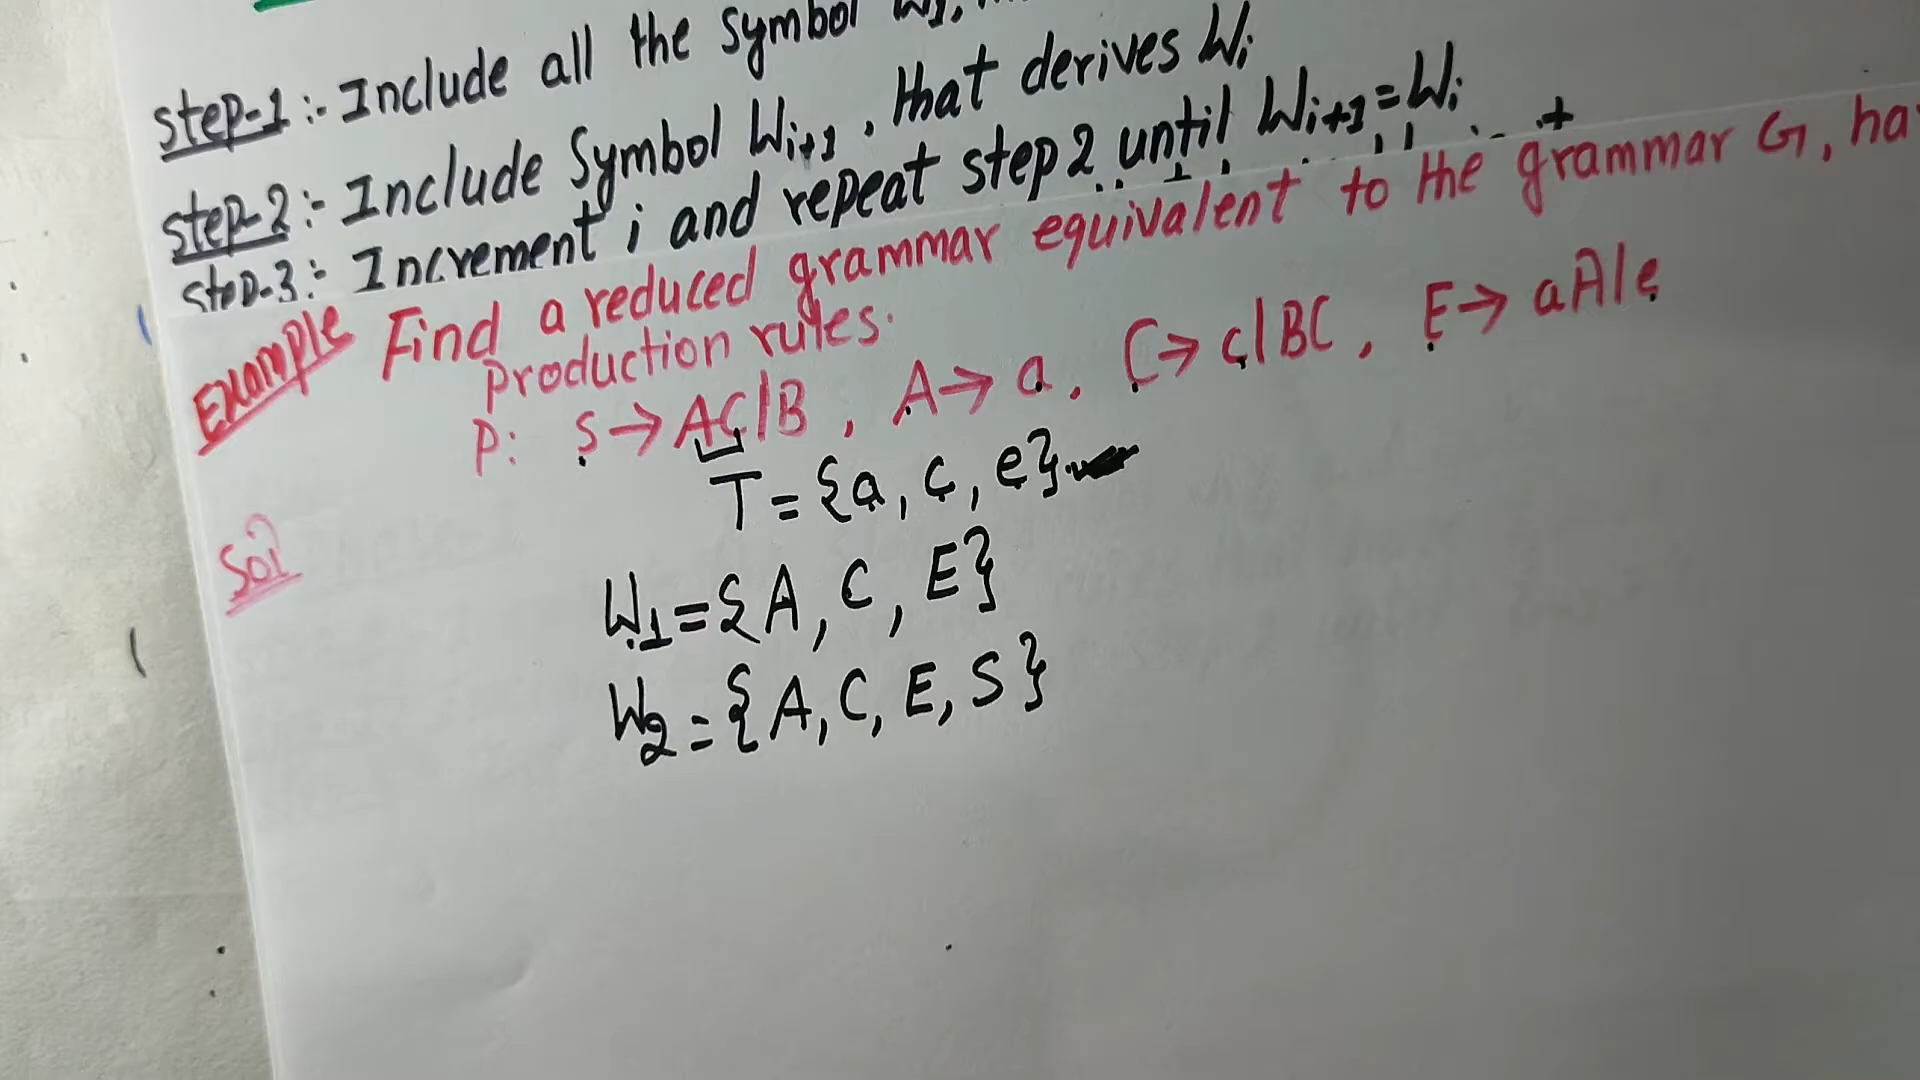 step-1:- Include all the symbol W1,
step-2:- Include Symbol Wi+1, that derives Wi
step-3:- Increment i and repeat step 2 until Wi+1=Wi
Example Find a reduced grammar equivalent to the grammar G, ha
production rules.
P: S→AC|B, A→a, C→c|BC, E→aA|e
Sol
T={a, c, e}
W1={A, C, E}
W2={A, C, E, S}